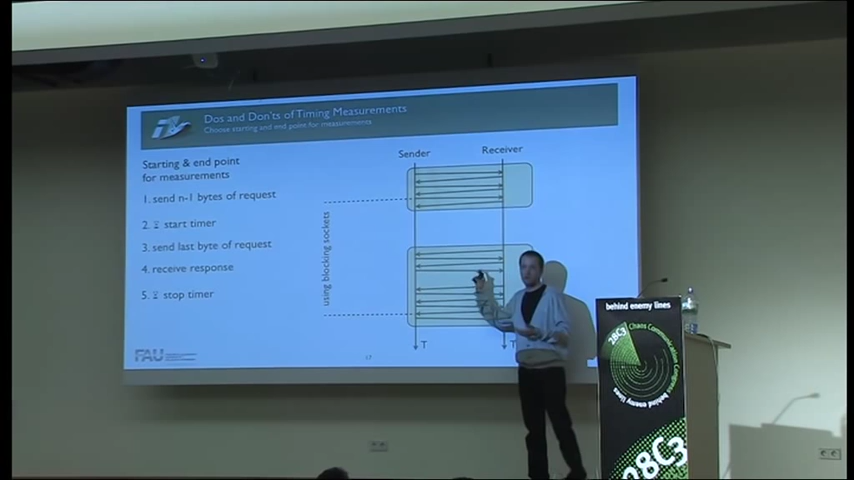 Dos and Don'ts of Timing Measurements
Choose starting and end point for measurements
Starting & end point
for measurements
1. send n-1 bytes of request
2. start timer
3. send last byte of request
4. receive response
5. stop timer
using blocking sockets
Sender
Receiver
T
T
FAU
17
behind enemy lines
28C3
Chaos Communication Congress
behind enemy lines
28C3